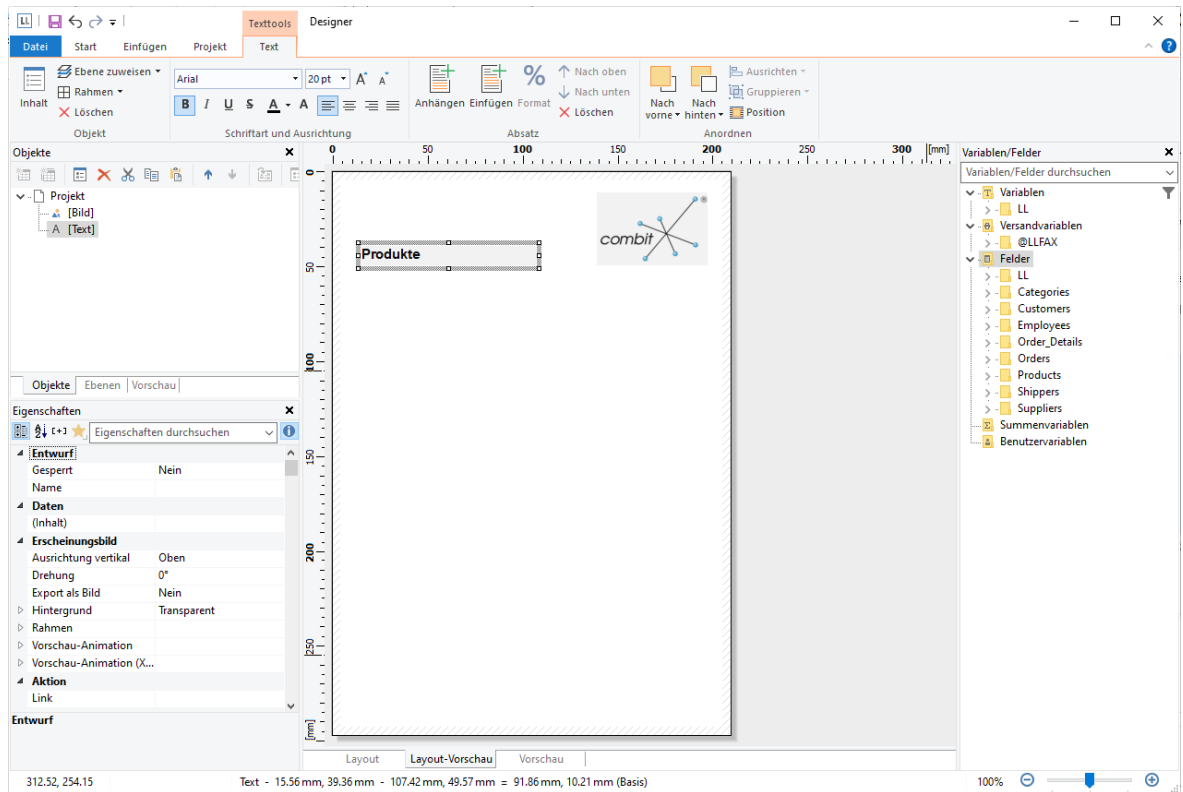 LL Texttools Designer
Datei Start Einfügen Projekt Text
Inhalt
Ebene zuweisen
Rahmen
Löschen
Objekt
Arial 20 pt A A
B I U S A A
Schriftart und Ausrichtung
Anhängen Einfügen Format
Nach oben
Nach unten
Löschen
Absatz
Nach vorne
Nach hinten
Ausrichten
Gruppieren
Position
Anordnen
Objekte
Projekt
[Bild]
A [Text]
Objekte Ebenen Vorschau
Eigenschaften
Eigenschaften durchsuchen
Entwurf
Gesperrt Nein
Name
Daten
(Inhalt)
Erscheinungsbild
Ausrichtung vertikal Oben
Drehung 0°
Export als Bild Nein
Hintergrund Transparent
Rahmen
Vorschau-Animation
Vorschau-Animation (X...
Aktion
Link
Entwurf
0 50 100 150 200 250 300 [mm]
50
100
150
200
250
[mm]
combit
Produkte
Layout Layout-Vorschau Vorschau
Variablen/Felder
Variablen/Felder durchsuchen
Variablen
LL
Versandvariablen
@LLFAX
Felder
LL
Categories
Customers
Employees
Order_Details
Orders
Products
Shippers
Suppliers
Summenvariablen
Benutzervariablen
312.52, 254.15 Text - 15.56 mm, 39.36 mm - 107.42 mm, 49.57 mm = 91.86 mm, 10.21 mm (Basis) 100%